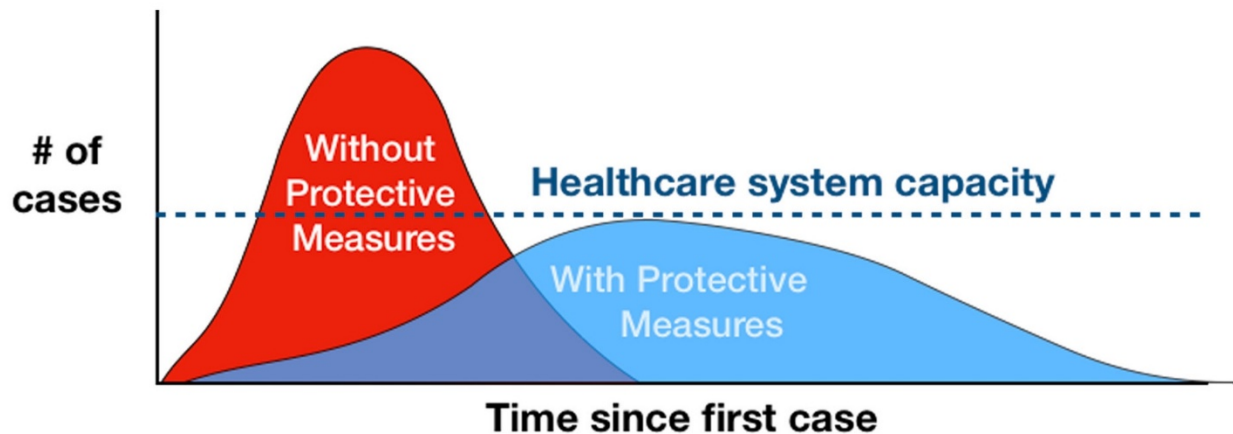 # of
cases
Without
Protective
Measures
Healthcare system capacity
With Protective
Measures
Time since first case